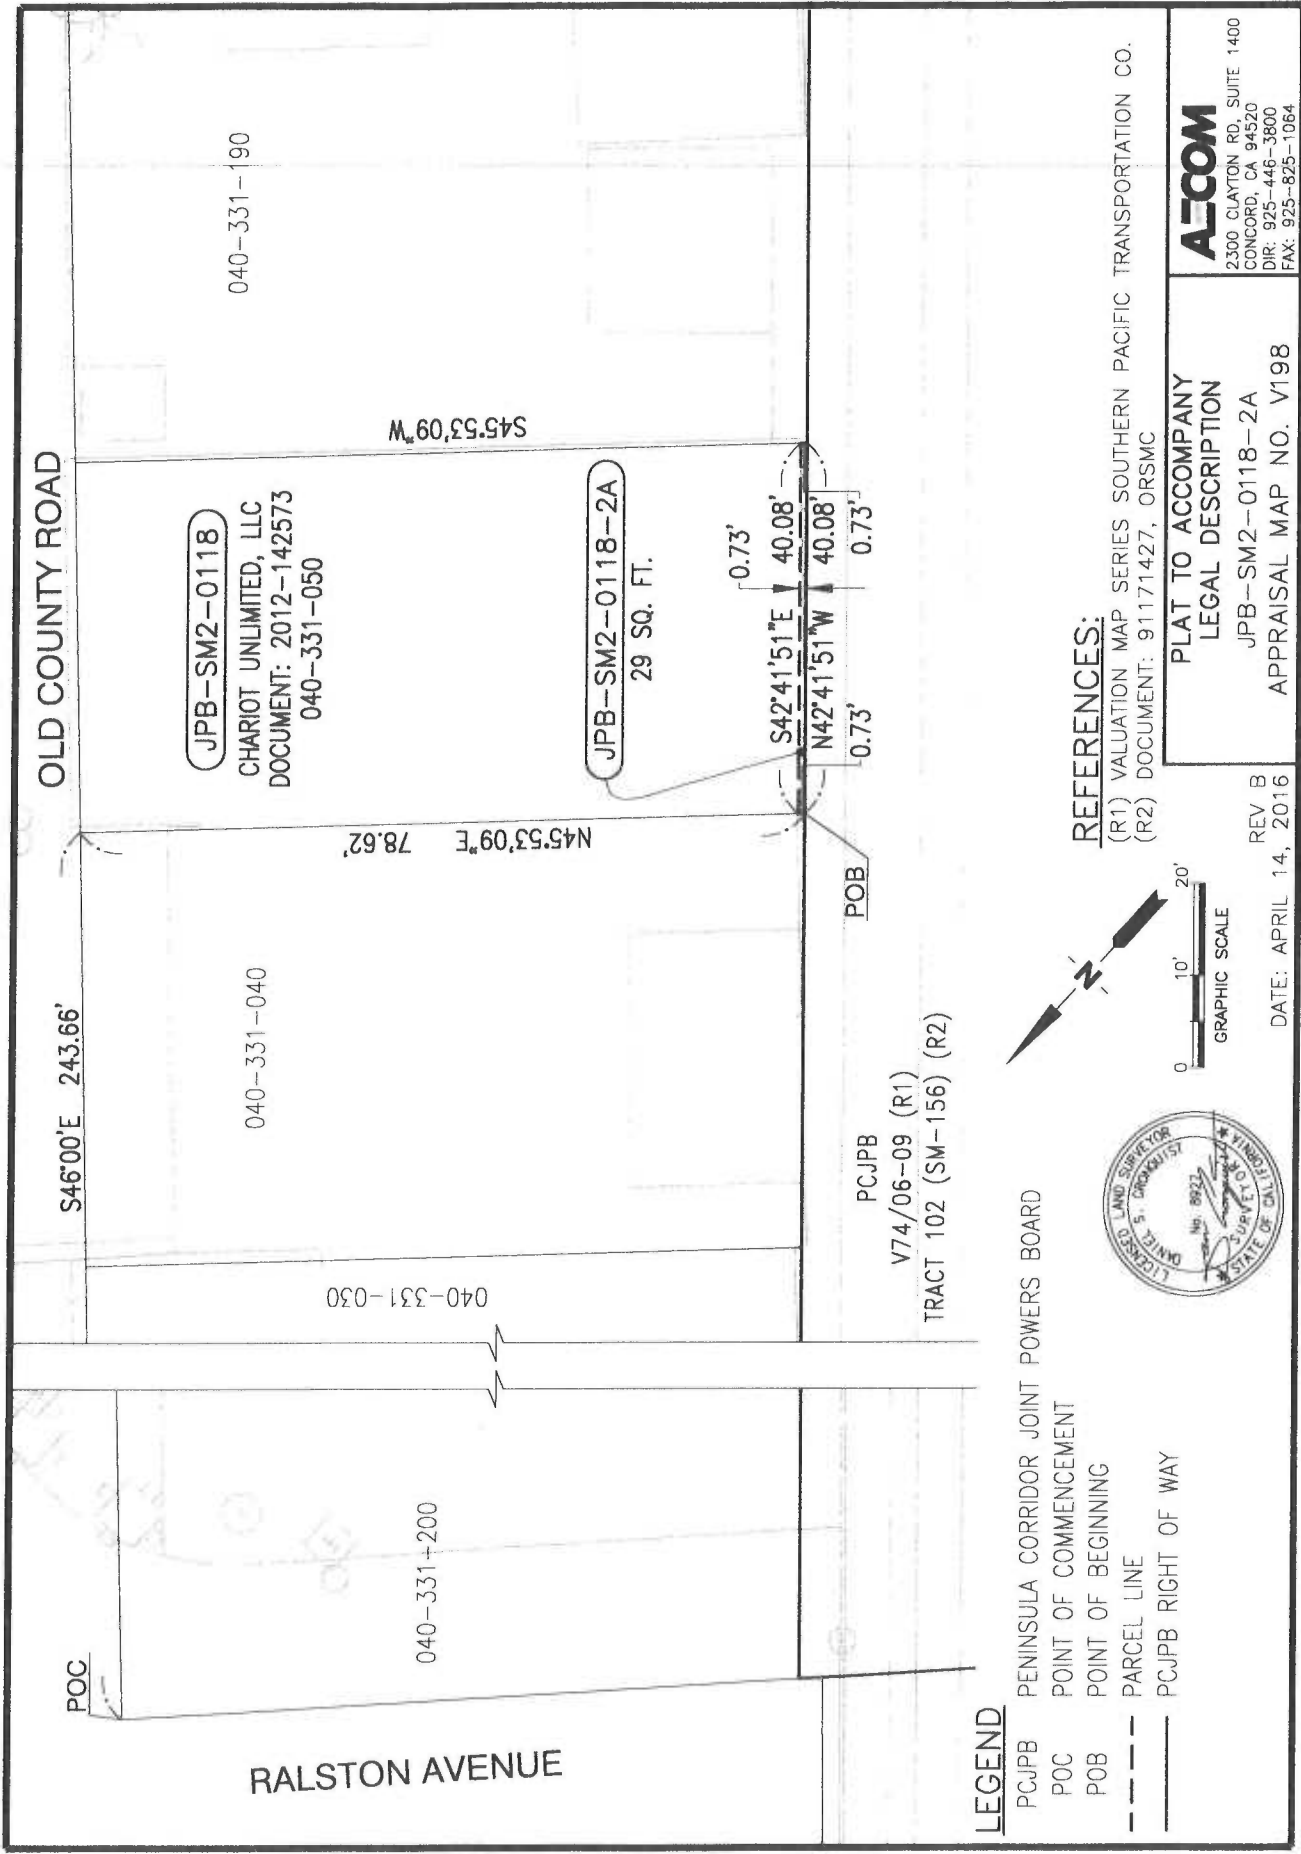 OLD COUNTY ROAD
POC
S46°00'E 243.66'
RALSTON AVENUE
040-331-200
040-331-030
040-331-040
N45°53'09"E 78.62'
JPB-SM2-0118
CHARIOT UNLIMITED, LLC
DOCUMENT: 2012-142573
040-331-050
JPB-SM2-0118-2A
29 SQ. FT.
S45°53'09"W
040-331-190
0.73'
S42°41'51"E 40.08'
N42°41'51"W 40.08'
0.73'
0.73'
POB
PCJPB
V74/06-09 (R1)
TRACT 102 (SM-156) (R2)
LEGEND
PCJPB PENINSULA CORRIDOR JOINT POWERS BOARD
POC POINT OF COMMENCEMENT
POB POINT OF BEGINNING
PARCEL LINE
PCJPB RIGHT OF WAY
LICENSED LAND SURVEYOR
DANIEL S. CRONQUIST
No. 8922
SURVEYOR
STATE OF CALIFORNIA
N
0 10' 20'
GRAPHIC SCALE
REFERENCES:
(R1) VALUATION MAP SERIES SOUTHERN PACIFIC TRANSPORTATION CO.
(R2) DOCUMENT: 91171427, ORSMC
REV B
DATE: APRIL 14, 2016
PLAT TO ACCOMPANY
LEGAL DESCRIPTION
JPB-SM2-0118-2A
APPRAISAL MAP NO. V198
AECOM
2300 CLAYTON RD, SUITE 1400
CONCORD, CA 94520
DIR: 925-446-3800
FAX: 925-825-1064